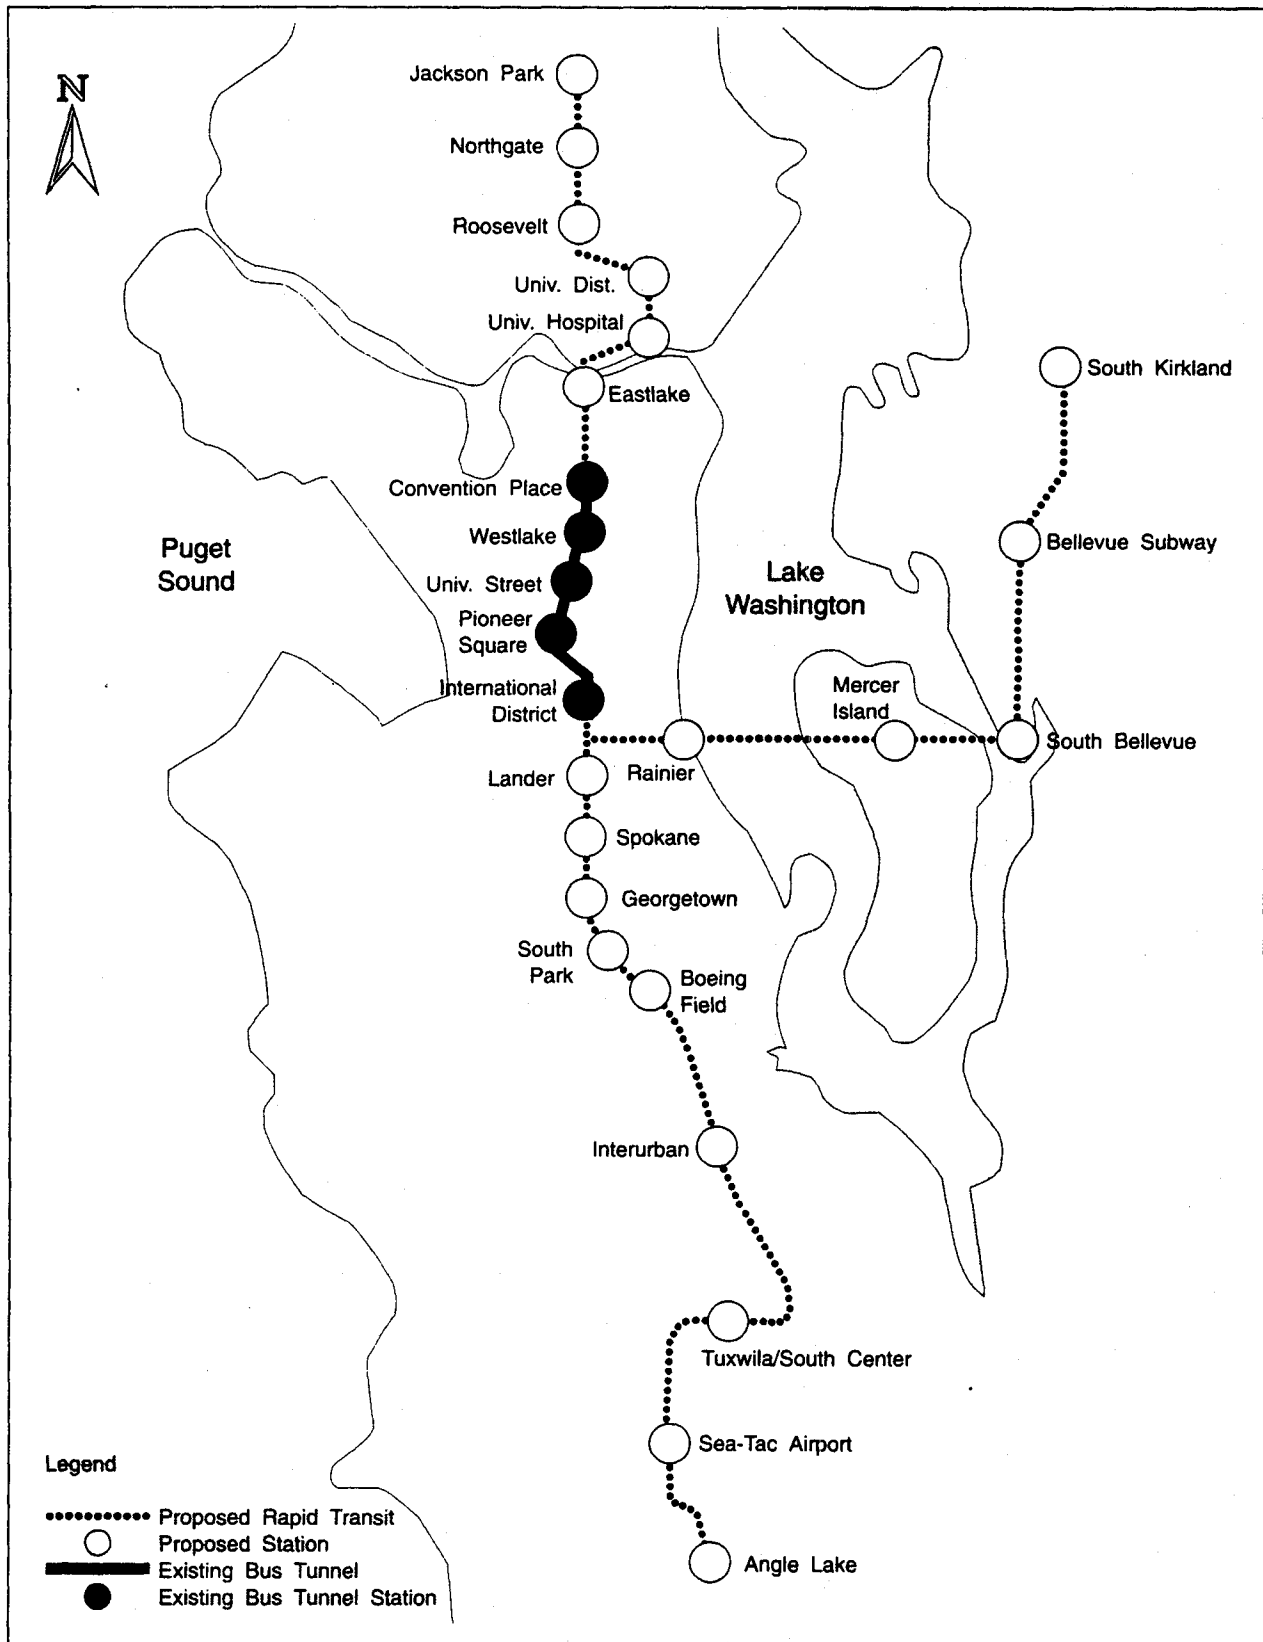 N
Jackson Park
Northgate
Roosevelt
Univ. Dist.
Univ. Hospital
Eastlake
South Kirkland
Convention Place
Westlake
Bellevue Subway
Puget
Sound
Univ. Street
Lake
Washington
Pioneer
Square
International
District
Mercer
Island
South Bellevue
Lander
Rainier
Spokane
Georgetown
South
Park
Boeing
Field
Interurban
Tuxwila/South Center
Sea-Tac Airport
Legend
Proposed Rapid Transit
Proposed Station
Existing Bus Tunnel
Existing Bus Tunnel Station
Angle Lake